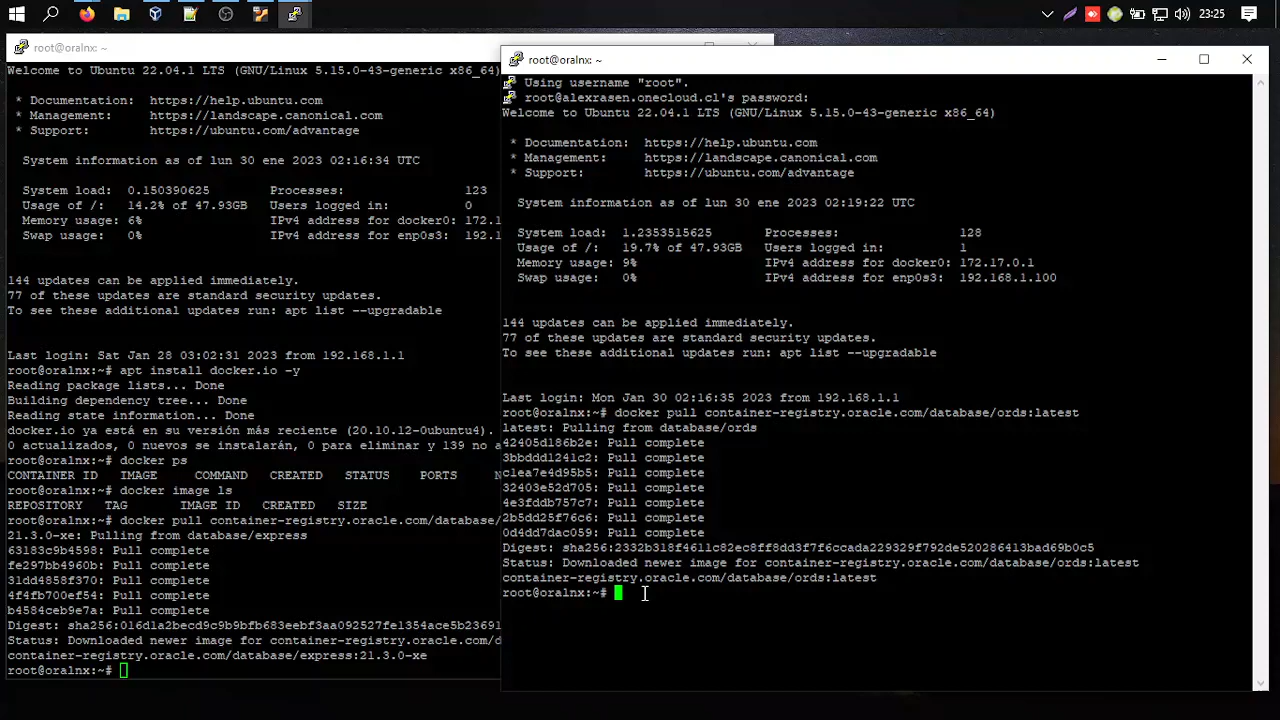 23:25
root@oralnx: ~
Welcome to Ubuntu 22.04.1 LTS (GNU/Linux 5.15.0-43-generic x86_64)
* Documentation: https://help.ubuntu.com
* Management: https://landscape.canonical.com
* Support: https://ubuntu.com/advantage
System information as of lun 30 ene 2023 02:16:34 UTC
System load: 0.150390625 Processes: 123
Usage of /: 14.2% of 47.93GB Users logged in: 0
Memory usage: 6% IPv4 address for docker0: 172.1
Swap usage: 0% IPv4 address for enp0s3: 192.1
144 updates can be applied immediately.
77 of these updates are standard security updates.
To see these additional updates run: apt list --upgradable
Last login: Sat Jan 28 03:02:31 2023 from 192.168.1.1
root@oralnx:~# apt install docker.io -y
Reading package lists... Done
Building dependency tree... Done
Reading state information... Done
docker.io ya está en su versión más reciente (20.10.12-0ubuntu4).
0 actualizados, 0 nuevos se instalarán, 0 para eliminar y 139 no a
root@oralnx:~# docker ps
CONTAINER ID IMAGE COMMAND CREATED STATUS PORTS N
root@oralnx:~# docker image ls
REPOSITORY TAG IMAGE ID CREATED SIZE
root@oralnx:~# docker pull container-registry.oracle.com/database/
21.3.0-xe: Pulling from database/express
63183c9b4598: Pull complete
fe297bb4960b: Pull complete
31dd4858f370: Pull complete
4f4fb700ef54: Pull complete
b4584ceb9e7a: Pull complete
Digest: sha256:016d1a2becd9c9b9bfb683eebf3aa092527fe1354ace5b23691
Status: Downloaded newer image for container-registry.oracle.com/d
container-registry.oracle.com/database/express:21.3.0-xe
root@oralnx:~#
root@oralnx: ~
Using username "root".
root@alexrasen.onecloud.cl's password:
Welcome to Ubuntu 22.04.1 LTS (GNU/Linux 5.15.0-43-generic x86_64)
* Documentation: https://help.ubuntu.com
* Management: https://landscape.canonical.com
* Support: https://ubuntu.com/advantage
System information as of lun 30 ene 2023 02:19:22 UTC
System load: 1.2353515625 Processes: 128
Usage of /: 19.7% of 47.93GB Users logged in: 1
Memory usage: 9% IPv4 address for docker0: 172.17.0.1
Swap usage: 0% IPv4 address for enp0s3: 192.168.1.100
144 updates can be applied immediately.
77 of these updates are standard security updates.
To see these additional updates run: apt list --upgradable
Last login: Mon Jan 30 02:16:35 2023 from 192.168.1.1
root@oralnx:~# docker pull container-registry.oracle.com/database/ords:latest
latest: Pulling from database/ords
42405d186b2e: Pull complete
3bbddd1241c2: Pull complete
c1ea7e4d95b5: Pull complete
32403e52d705: Pull complete
4e3fddb757c7: Pull complete
2b5dd25f76c6: Pull complete
0d4dd7dac059: Pull complete
Digest: sha256:2332b318f4611c82ec8ff8dd3f7f6ccada229329f792de520286413bad69b0c5
Status: Downloaded newer image for container-registry.oracle.com/database/ords:latest
container-registry.oracle.com/database/ords:latest
root@oralnx:~#